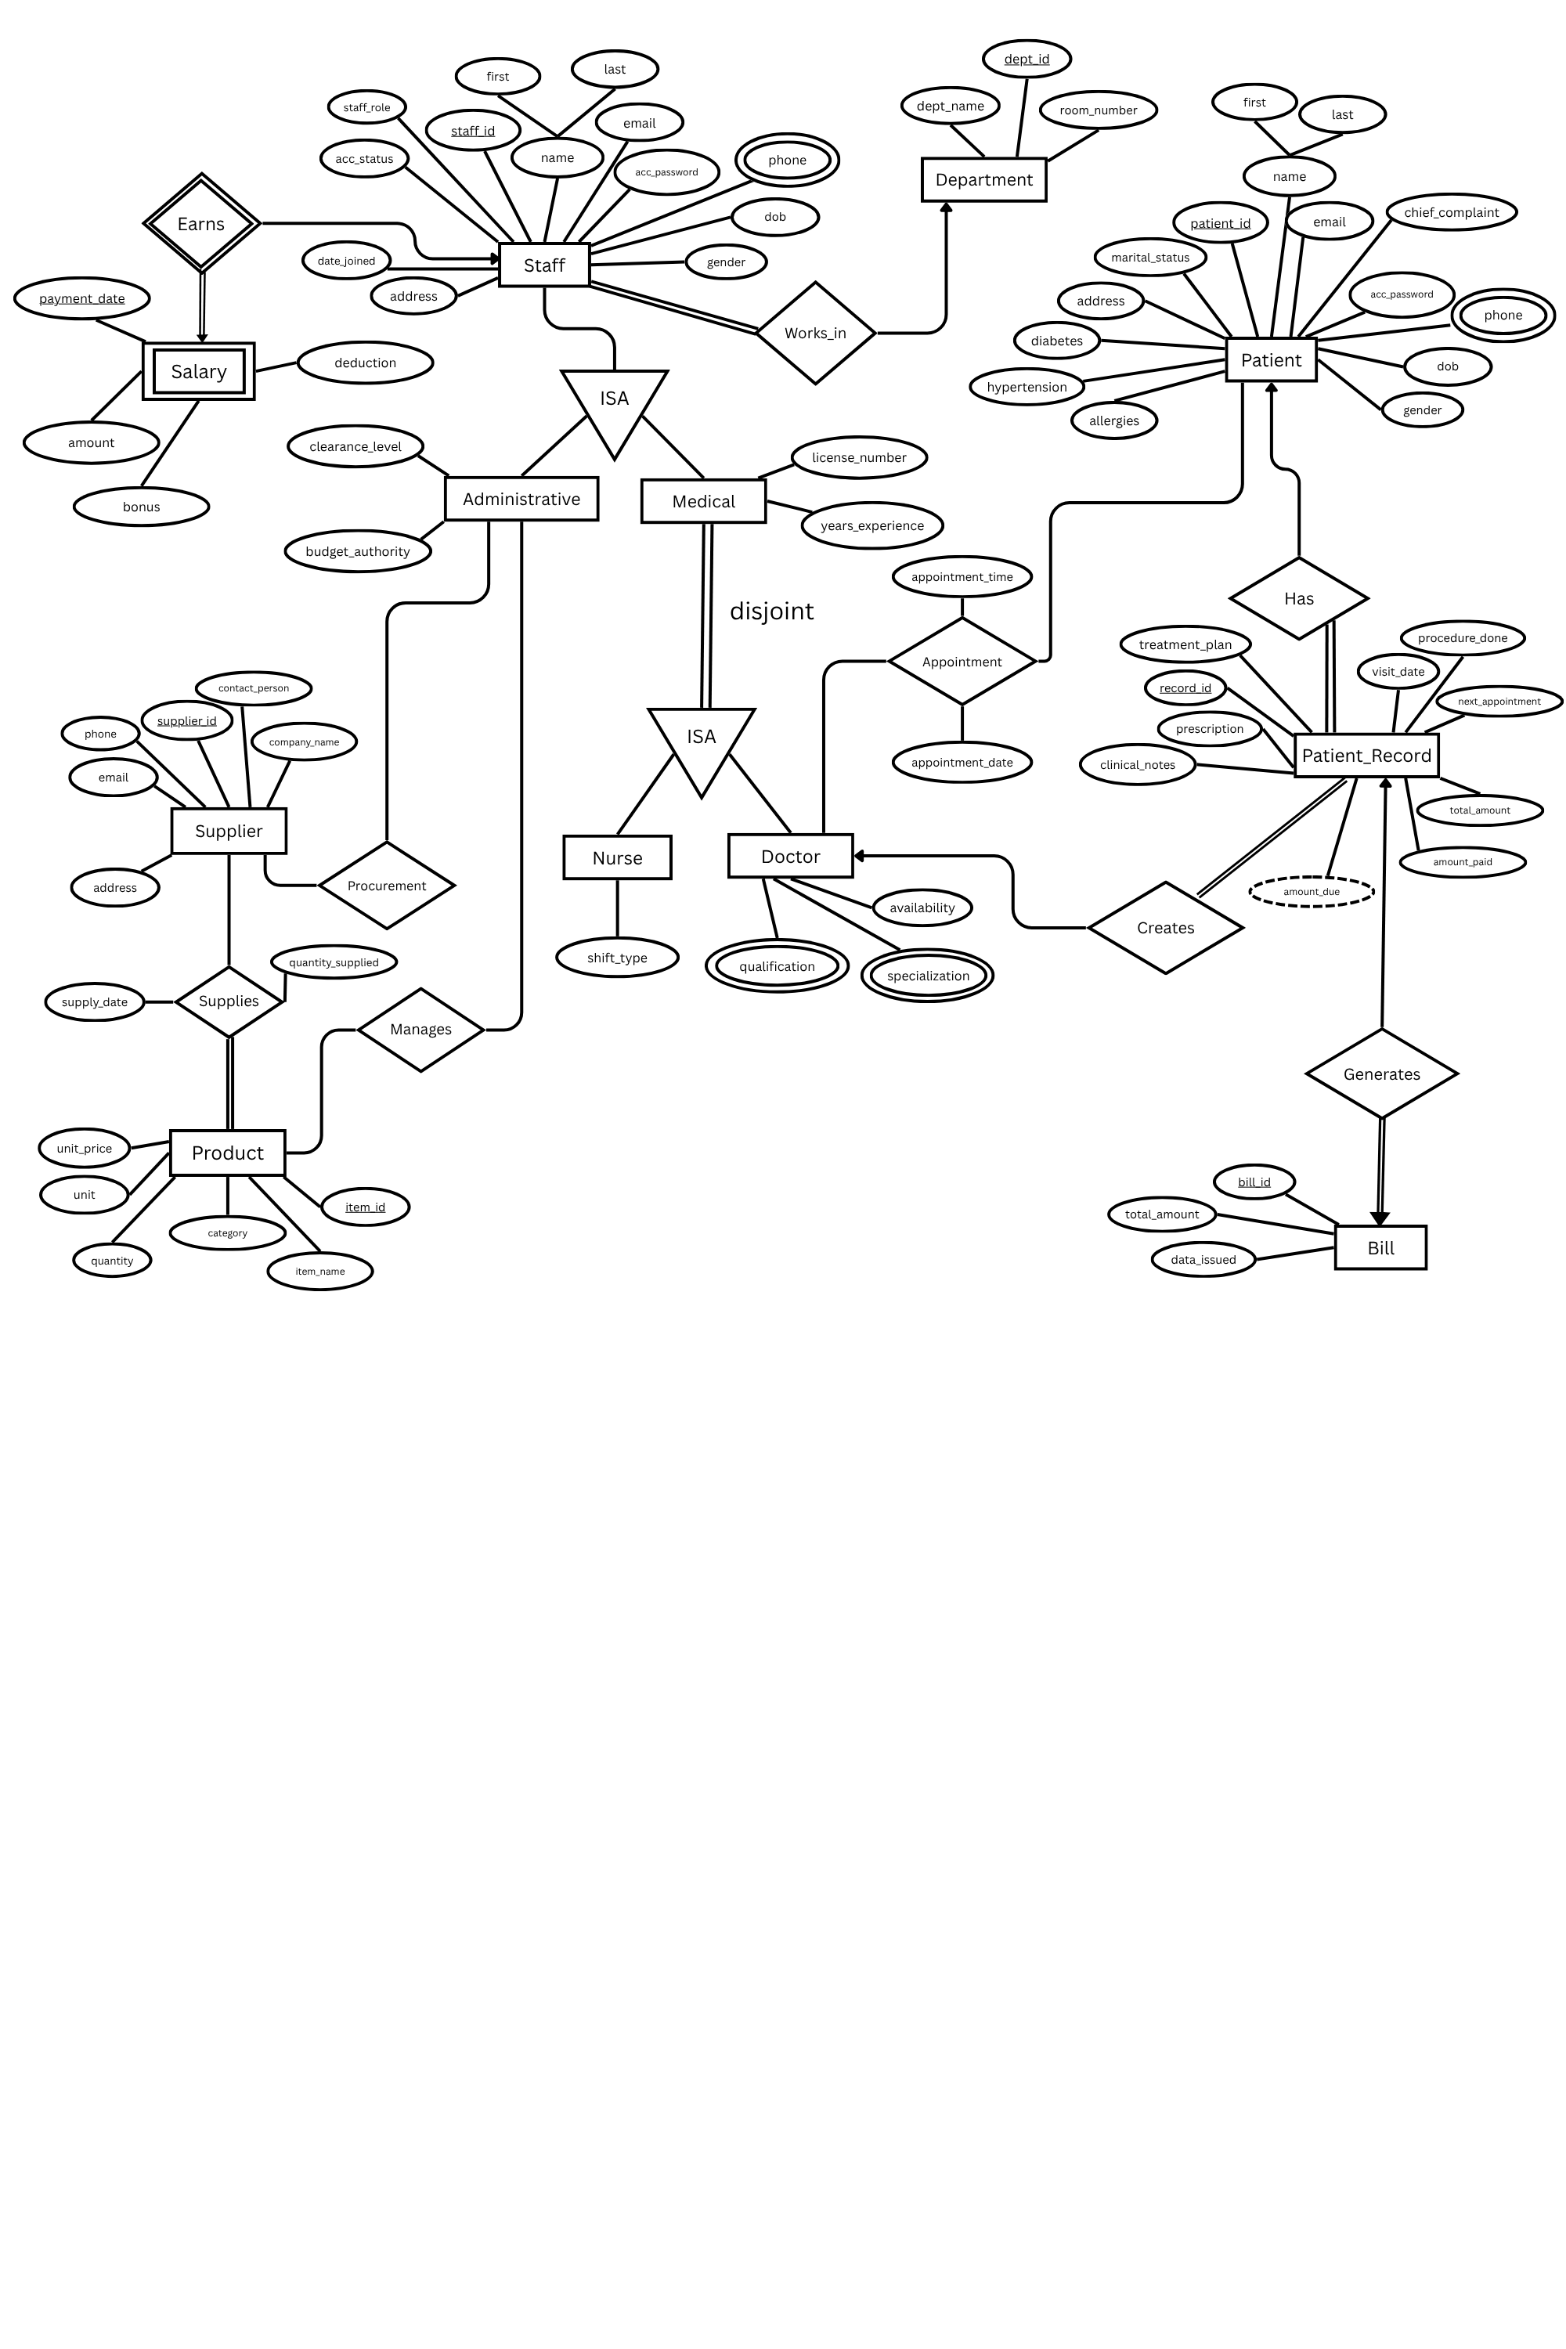 dept_id
last
first
first
dept_name
staff_role
room_number
last
email
staff_id
acc_status
name
phone
acc_password
name
Department
chief_complaint
dob
email
patient_id
Earns
marital_status
date_joined
gender
Staff
acc_password
address
payment_date
address
phone
Works_in
diabetes
Patient
deduction
dob
Salary
hypertension
ISA
gender
allergies
amount
clearance_level
license_number
Administrative
Medical
bonus
years_experience
budget_authority
appointment_time
Has
disjoint
procedure_done
treatment_plan
Appointment
visit_date
contact_person
record_id
next_appointment
supplier_id
prescription
phone
ISA
company_name
Patient_Record
appointment_date
clinical_notes
email
total_amount
Supplier
Doctor
Nurse
amount_paid
Procurement
address
amount_due
availability
Creates
shift_type
quantity_supplied
qualification
specialization
Supplies
supply_date
Manages
Generates
unit_price
Product
bill_id
unit
item_id
total_amount
category
Bill
data_issued
quantity
item_name